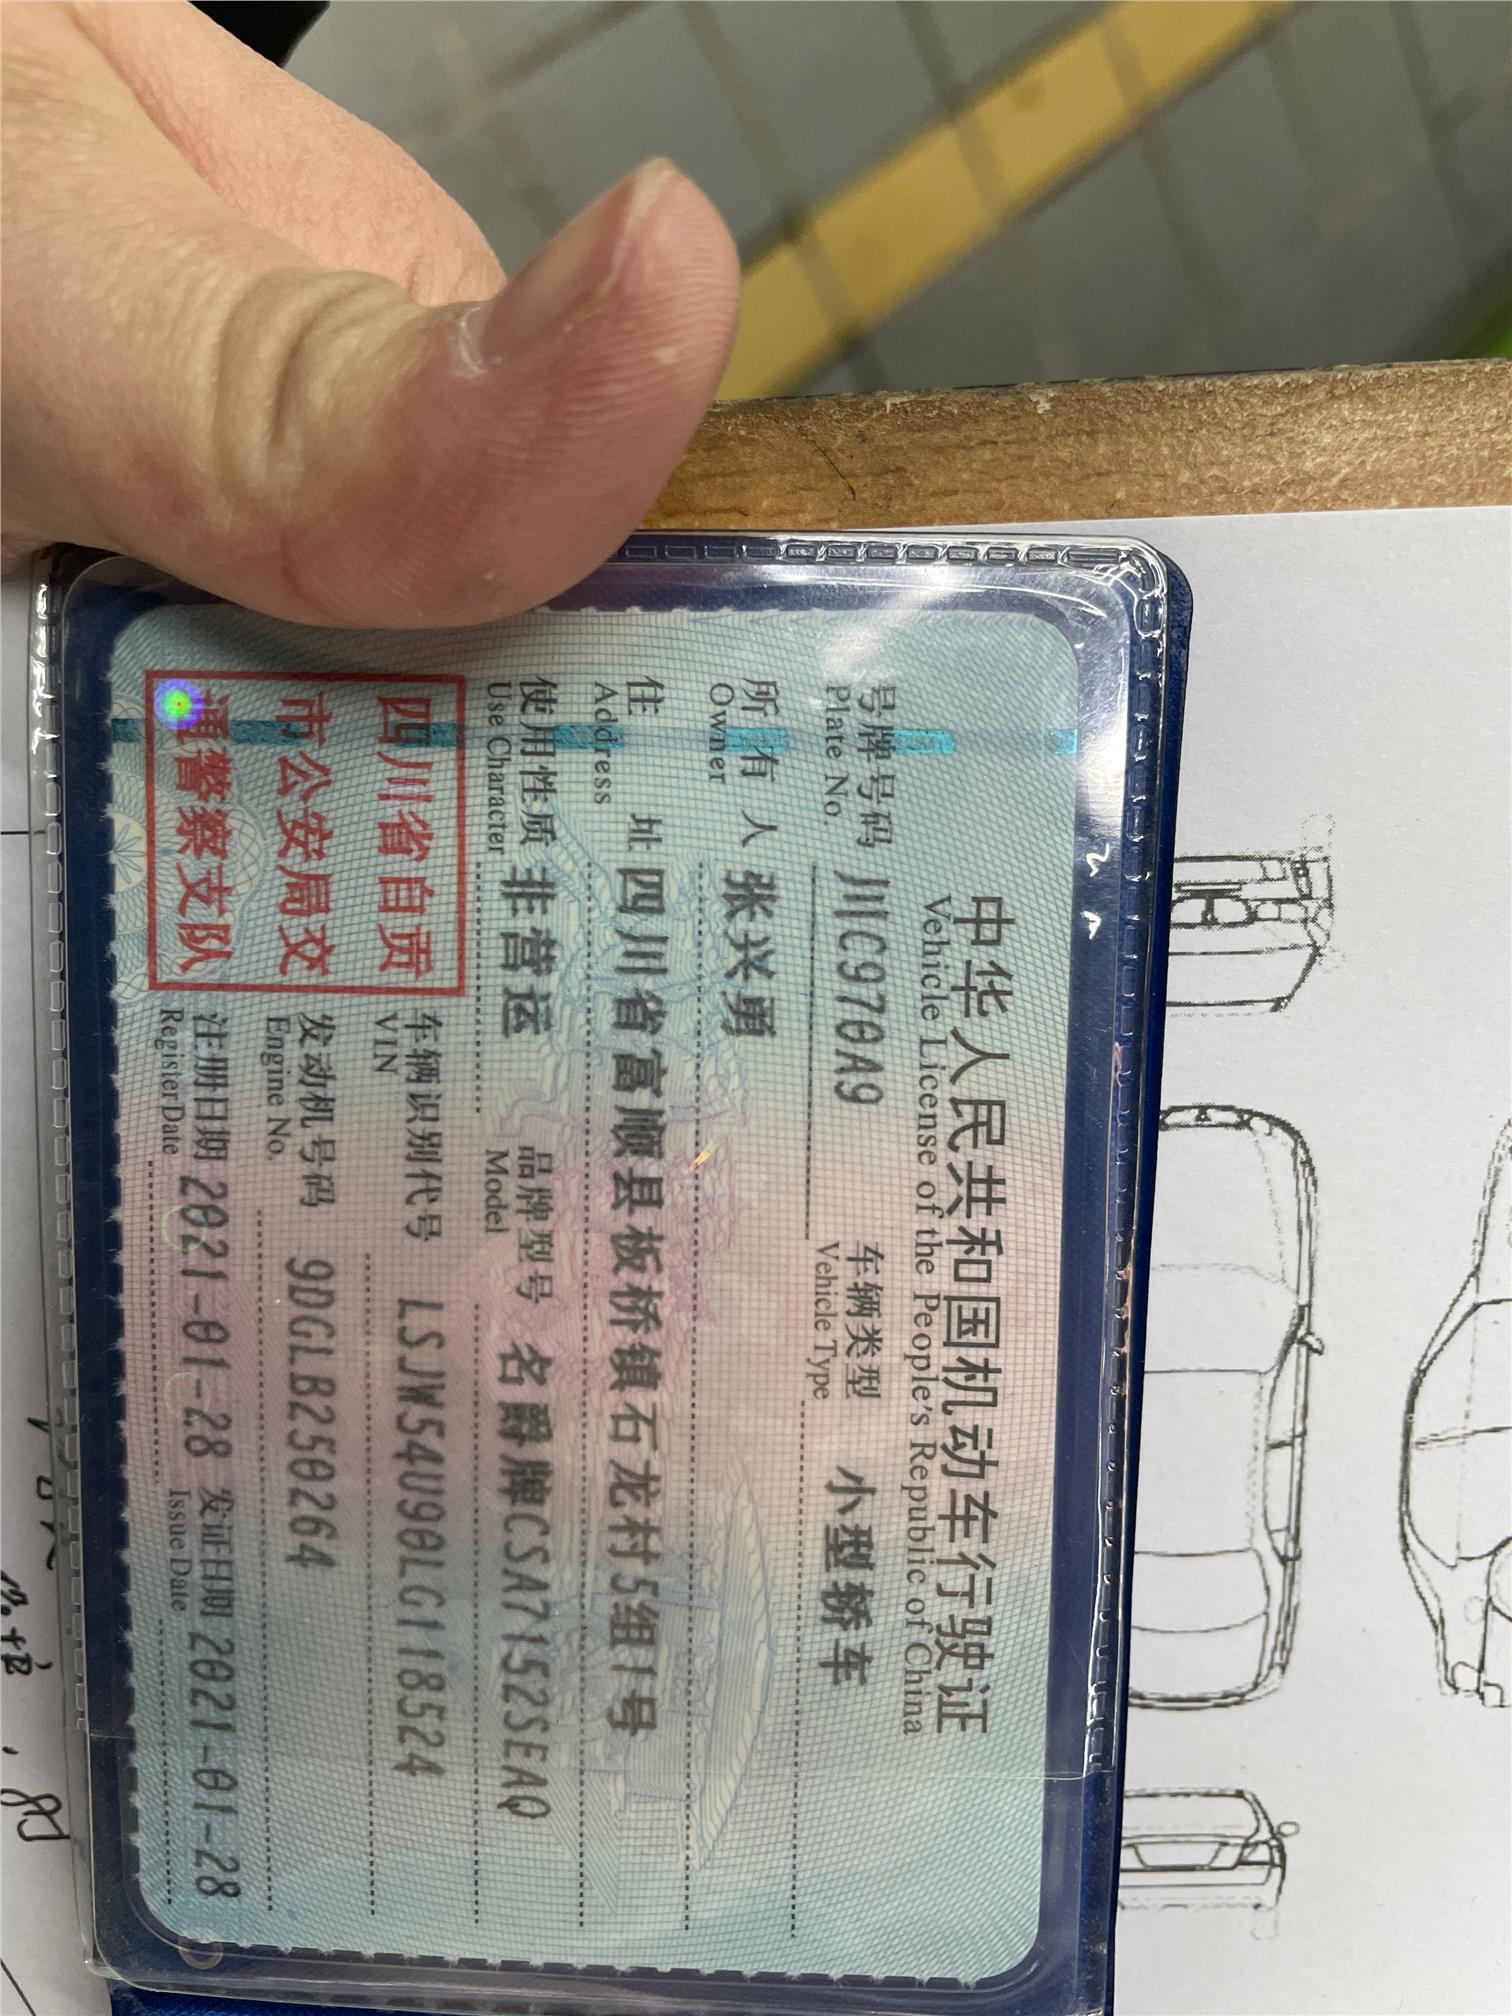 中华人民共和国机动车行驶证
Vehicle License of the People's Republic of China
号牌号码 川C970A9 车辆类型 小型轿车
Plate No. Vehicle Type
所有人 张兴勇
Owner
住址 四川省富顺县板桥镇石龙村5组1号
Address
使用性质 非营运 品牌型号 名爵牌CSA7152SEAQ
Use Character Model
四川省自贡
市公安局交
通警察支队
车辆识别代号 LSJW54U90LG118524
VIN
发动机号码 9DGLB250264
Engine No.
注册日期 2021-01-28 发证日期 2021-01-28
Register Date Issue Date